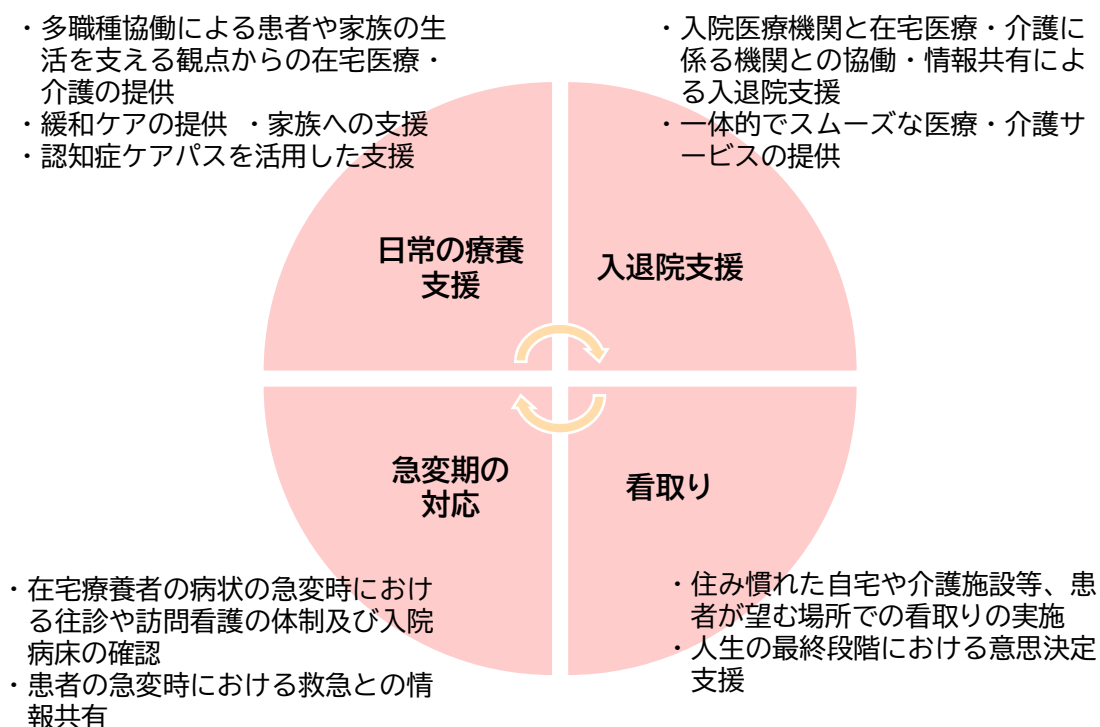 ・多職種協働による患者や家族の生
活を支える観点からの在宅医療・
介護の提供
・緩和ケアの提供 ・家族への支援
・認知症ケアパスを活用した支援
・入院医療機関と在宅医療・介護に
係る機関との協働・情報共有によ
る入退院支援
・一体的でスムーズな医療・介護サ
ービスの提供
日常の療養
支援
入退院支援
急変期の
対応
看取り
・在宅療養者の病状の急変時におけ
る往診や訪問看護の体制及び入院
病床の確認
・患者の急変時における救急との情
報共有
・住み慣れた自宅や介護施設等、患
者が望む場所での看取りの実施
・人生の最終段階における意思決定
支援